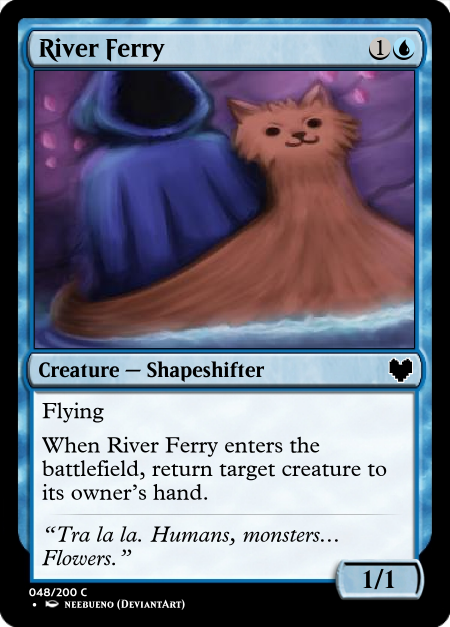 River Ferry
1
Creature — Shapeshifter
Flying
When River Ferry enters the
battlefield, return target creature to
its owner's hand.
“Tra la la. Humans, monsters...
Flowers.”
1/1
048/200 C
• NEEBUENO (DEVIANTART)